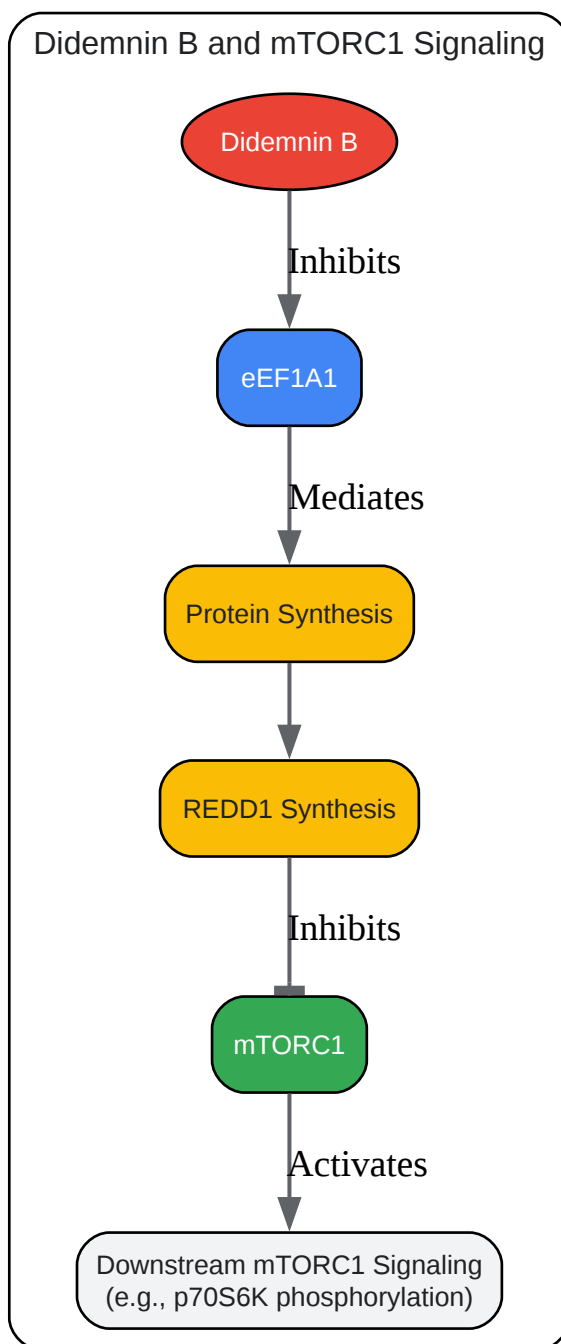 Didemnin B and mTORC1 Signaling
Didemnin B
Inhibits
eEF1A1
Mediates
Protein Synthesis
REDD1 Synthesis
Inhibits
mTORC1
Activates
Downstream mTORC1 Signaling
(e.g., p70S6K phosphorylation)